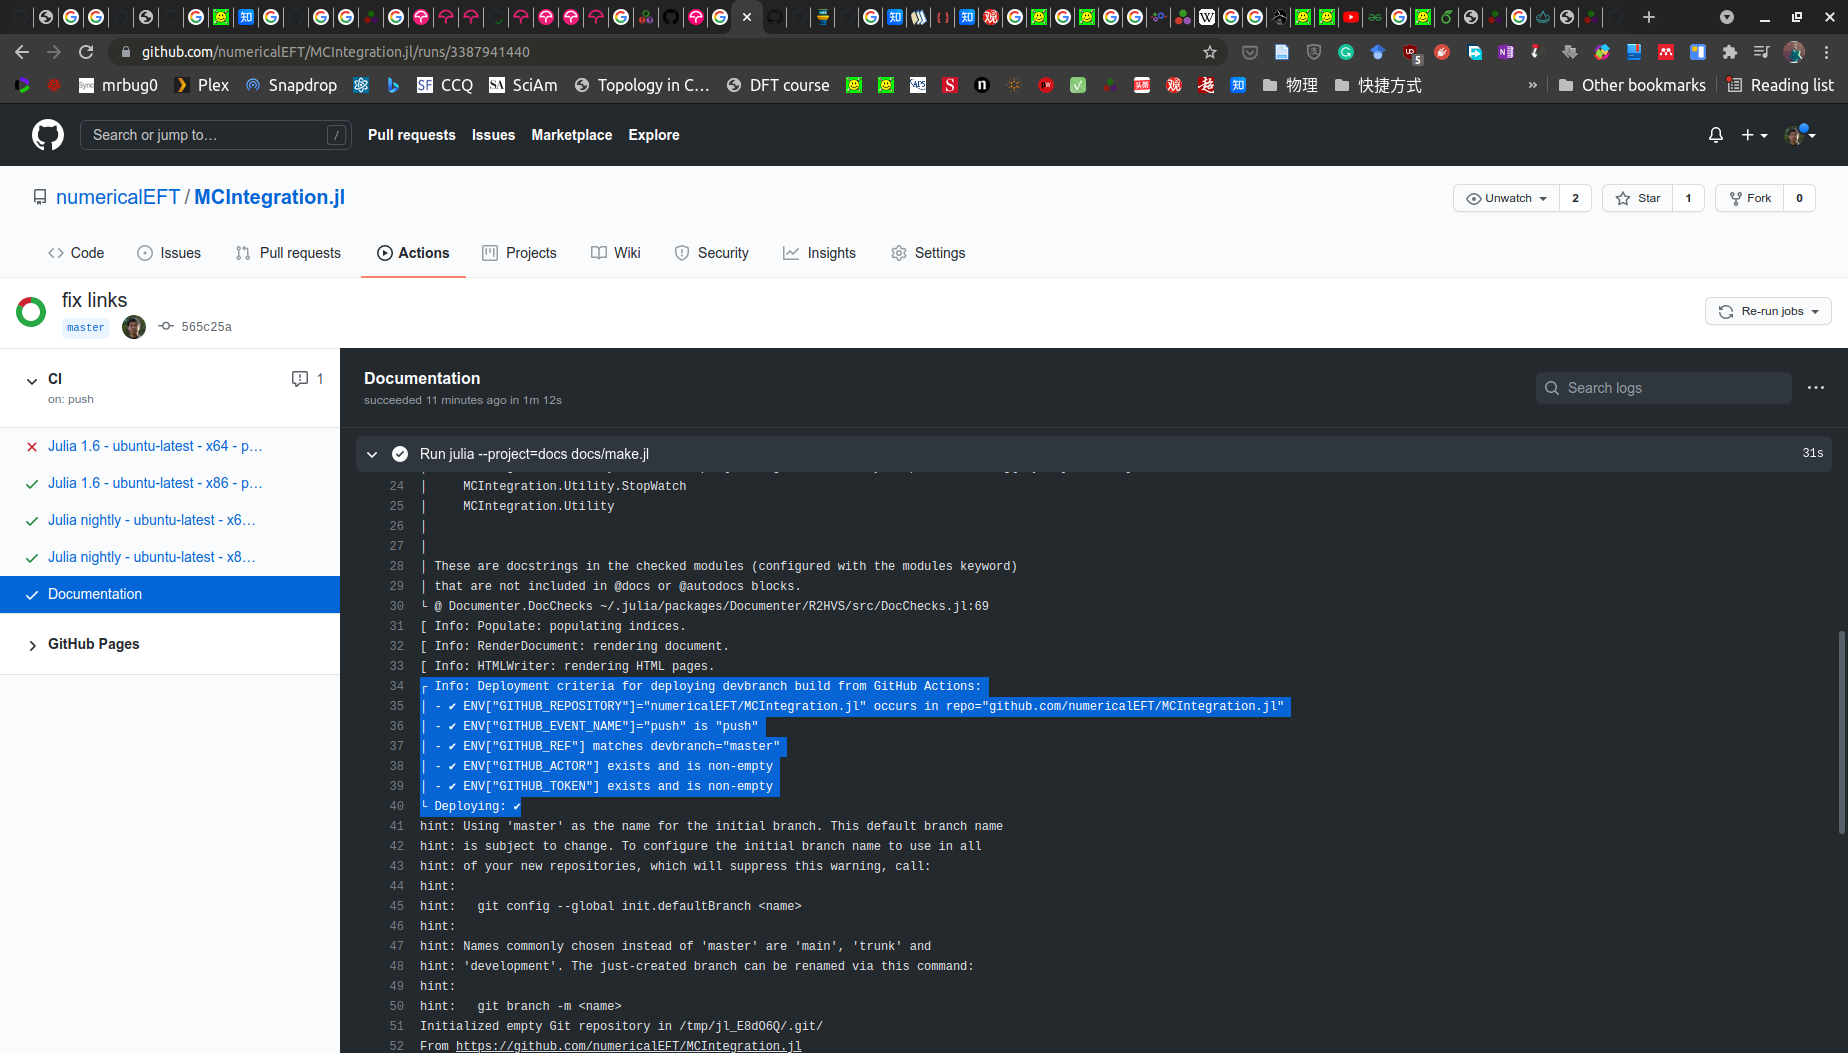 github.com/numericalEFT/MCIntegration.jl/runs/3387941440
5
mrbug0 Plex Snapdrop SF CCQ SA SciAm Topology in C… DFT course 物理 快捷方式 » Other bookmarks Reading list
Search or jump to… / Pull requests Issues Marketplace Explore
numericalEFT / MCIntegration.jl
Unwatch 2 Star 1 Fork 0
Code Issues Pull requests Actions Projects Wiki Security Insights Settings
fix links
master 565c25a
Re-run jobs
CI 1
on: push
Julia 1.6 - ubuntu-latest - x64 - p…
Julia 1.6 - ubuntu-latest - x86 - p…
Julia nightly - ubuntu-latest - x6…
Julia nightly - ubuntu-latest - x8…
Documentation
GitHub Pages
Documentation
succeeded 11 minutes ago in 1m 12s
Search logs
Run julia --project=docs docs/make.jl 31s
24 │     MCIntegration.Utility.StopWatch
25 │     MCIntegration.Utility
26 │
27 │
28 │ These are docstrings in the checked modules (configured with the modules keyword)
29 │ that are not included in @docs or @autodocs blocks.
30 └ @ Documenter.DocChecks ~/.julia/packages/Documenter/R2HVS/src/DocChecks.jl:69
31 [ Info: Populate: populating indices.
32 [ Info: RenderDocument: rendering document.
33 [ Info: HTMLWriter: rendering HTML pages.
34 ┌ Info: Deployment criteria for deploying devbranch build from GitHub Actions:
35 │ - ✔ ENV["GITHUB_REPOSITORY"]="numericalEFT/MCIntegration.jl" occurs in repo="github.com/numericalEFT/MCIntegration.jl"
36 │ - ✔ ENV["GITHUB_EVENT_NAME"]="push" is "push"
37 │ - ✔ ENV["GITHUB_REF"] matches devbranch="master"
38 │ - ✔ ENV["GITHUB_ACTOR"] exists and is non-empty
39 │ - ✔ ENV["GITHUB_TOKEN"] exists and is non-empty
40 └ Deploying: ✔
41 hint: Using 'master' as the name for the initial branch. This default branch name
42 hint: is subject to change. To configure the initial branch name to use in all
43 hint: of your new repositories, which will suppress this warning, call:
44 hint:
45 hint:   git config --global init.defaultBranch <name>
46 hint:
47 hint: Names commonly chosen instead of 'master' are 'main', 'trunk' and
48 hint: 'development'. The just-created branch can be renamed via this command:
49 hint:
50 hint:   git branch -m <name>
51 Initialized empty Git repository in /tmp/jl_E8dO6Q/.git/
52 From https://github.com/numericalEFT/MCIntegration.jl